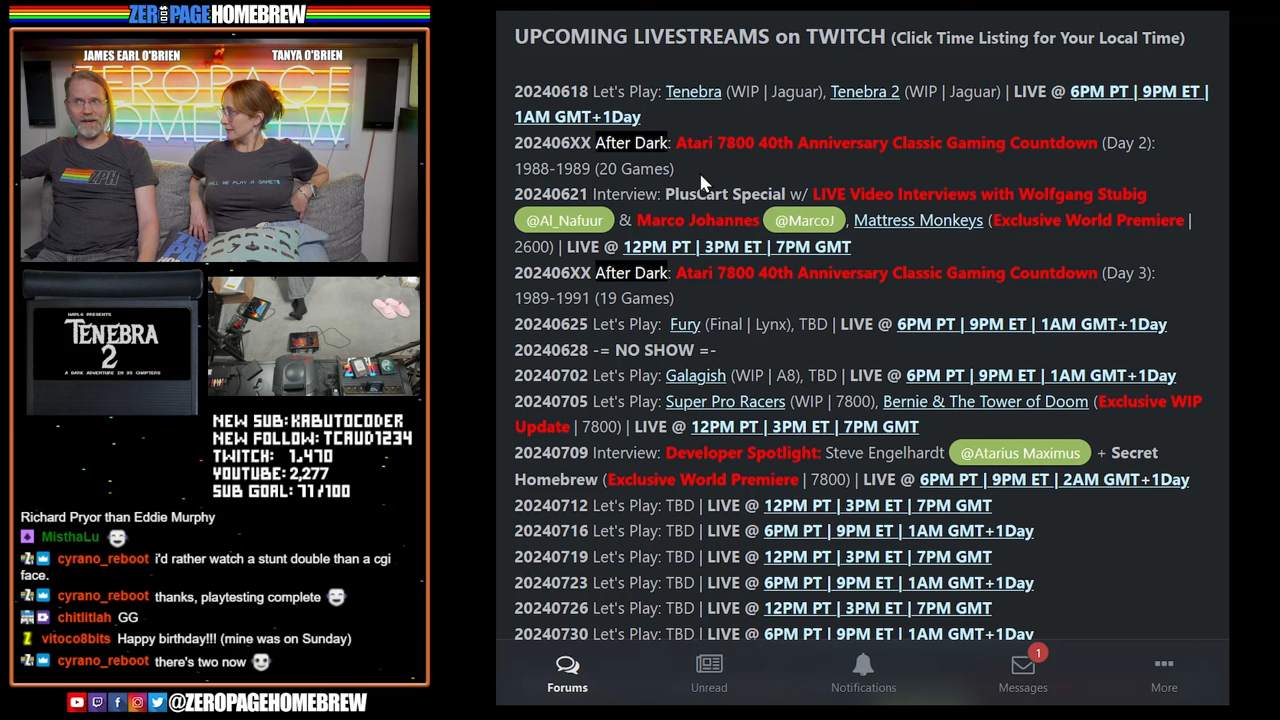 ZEROPAGEHOMEBREW
JAMES EARL O'BRIEN
TANYA O'BRIEN
ZEROPAGE
HOMEBREW
ZPH
HAPLO PRESENTS
TENEBRA
2
A DARK ADVENTURE IN 35 CHAPTERS
NEW SUB: KABUTOCODER
NEW FOLLOW: TCAUD1234
TWITCH: 1,470
YOUTUBE: 2,277
SUB GOAL: 71/100
Richard Pryor than Eddie Murphy
MisthaLu
cyrano_reboot i'd rather watch a stunt double than a cgi
face.
cyrano_reboot thanks, playtesting complete
chitlitlah GG
vitoco8bits Happy birthday!!! (mine was on Sunday)
cyrano_reboot there's two now
@ZEROPAGEHOMEBREW
UPCOMING LIVESTREAMS on TWITCH (Click Time Listing for Your Local Time)
20240618 Let's Play: Tenebra (WIP | Jaguar), Tenebra 2 (WIP | Jaguar) | LIVE @ 6PM PT | 9PM ET |
1AM GMT+1Day
202406XX After Dark: Atari 7800 40th Anniversary Classic Gaming Countdown (Day 2):
1988-1989 (20 Games)
20240621 Interview: PlusCart Special w/ LIVE Video Interviews with Wolfgang Stubig
@Al_Nafuur & Marco Johannes @MarcoJ, Mattress Monkeys (Exclusive World Premiere |
2600) | LIVE @ 12PM PT | 3PM ET | 7PM GMT
202406XX After Dark: Atari 7800 40th Anniversary Classic Gaming Countdown (Day 3):
1989-1991 (19 Games)
20240625 Let's Play: Fury (Final | Lynx), TBD | LIVE @ 6PM PT | 9PM ET | 1AM GMT+1Day
20240628 -= NO SHOW =-
20240702 Let's Play: Galagish (WIP | A8), TBD | LIVE @ 6PM PT | 9PM ET | 1AM GMT+1Day
20240705 Let's Play: Super Pro Racers (WIP | 7800), Bernie & The Tower of Doom (Exclusive WIP
Update | 7800) | LIVE @ 12PM PT | 3PM ET | 7PM GMT
20240709 Interview: Developer Spotlight: Steve Engelhardt @Atarius Maximus + Secret
Homebrew (Exclusive World Premiere | 7800) | LIVE @ 6PM PT | 9PM ET | 2AM GMT+1Day
20240712 Let's Play: TBD | LIVE @ 12PM PT | 3PM ET | 7PM GMT
20240716 Let's Play: TBD | LIVE @ 6PM PT | 9PM ET | 1AM GMT+1Day
20240719 Let's Play: TBD | LIVE @ 12PM PT | 3PM ET | 7PM GMT
20240723 Let's Play: TBD | LIVE @ 6PM PT | 9PM ET | 1AM GMT+1Day
20240726 Let's Play: TBD | LIVE @ 12PM PT | 3PM ET | 7PM GMT
20240730 Let's Play: TBD | LIVE @ 6PM PT | 9PM ET | 1AM GMT+1Day
1
Forums
Unread
Notifications
Messages
More